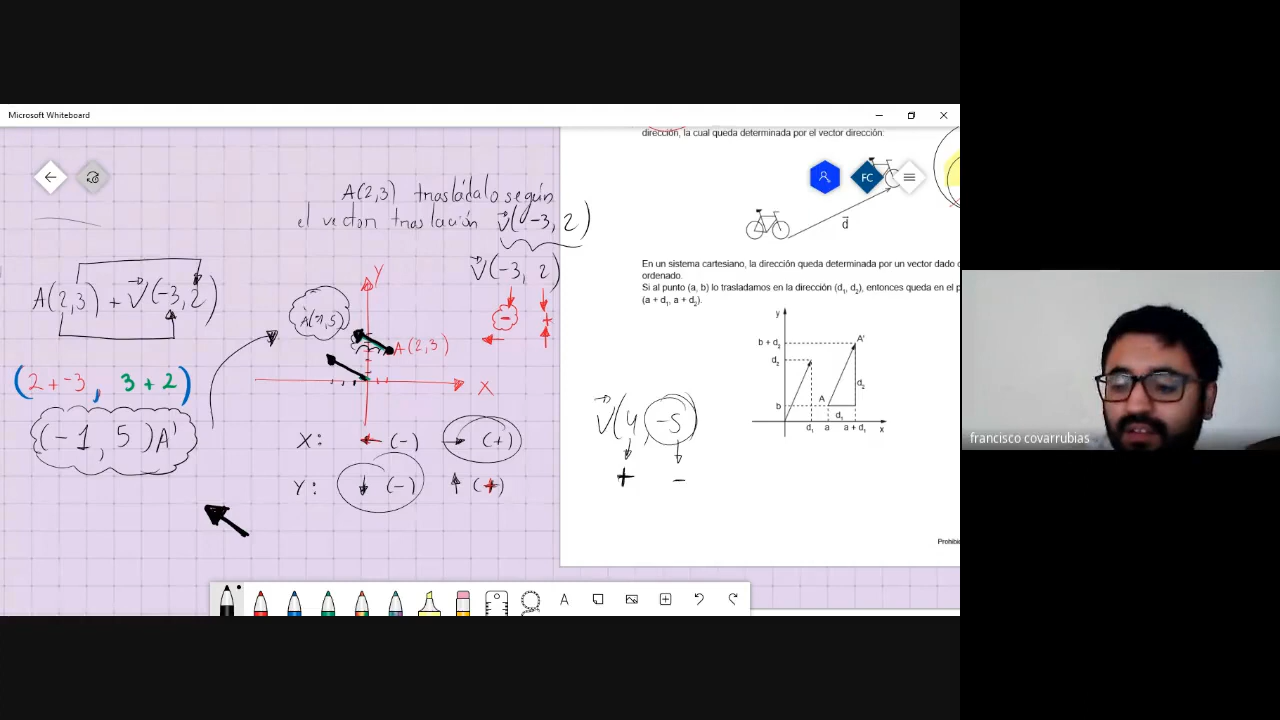 Microsoft Whiteboard
A(2,3) trasládalo según
el vector traslación v⃗(-3, 2)
v⃗(-3, 2)
-
+
A(2,3) + v⃗(-3,2)
(2+-3, 3+2)
(-1, 5)A'
Y
A(2,3)
X
X: ← (-) → (+)
Y: ↓ (-) ↑ (+)
v⃗(4, -5)
+ -
dirección, la cual queda determinada por el vector dirección:
FC
d⃗
En un sistema cartesiano, la dirección queda determinada por un vector dado
ordenado.
Si al punto (a, b) lo trasladamos en la dirección (d₁, d₂), entonces queda en el
(a + d₁, a + d₂).
y
b + d₂
A'
d₂
d₂
A
b
d₁
d₁
a
a + d₁
x
A
francisco covarrubias